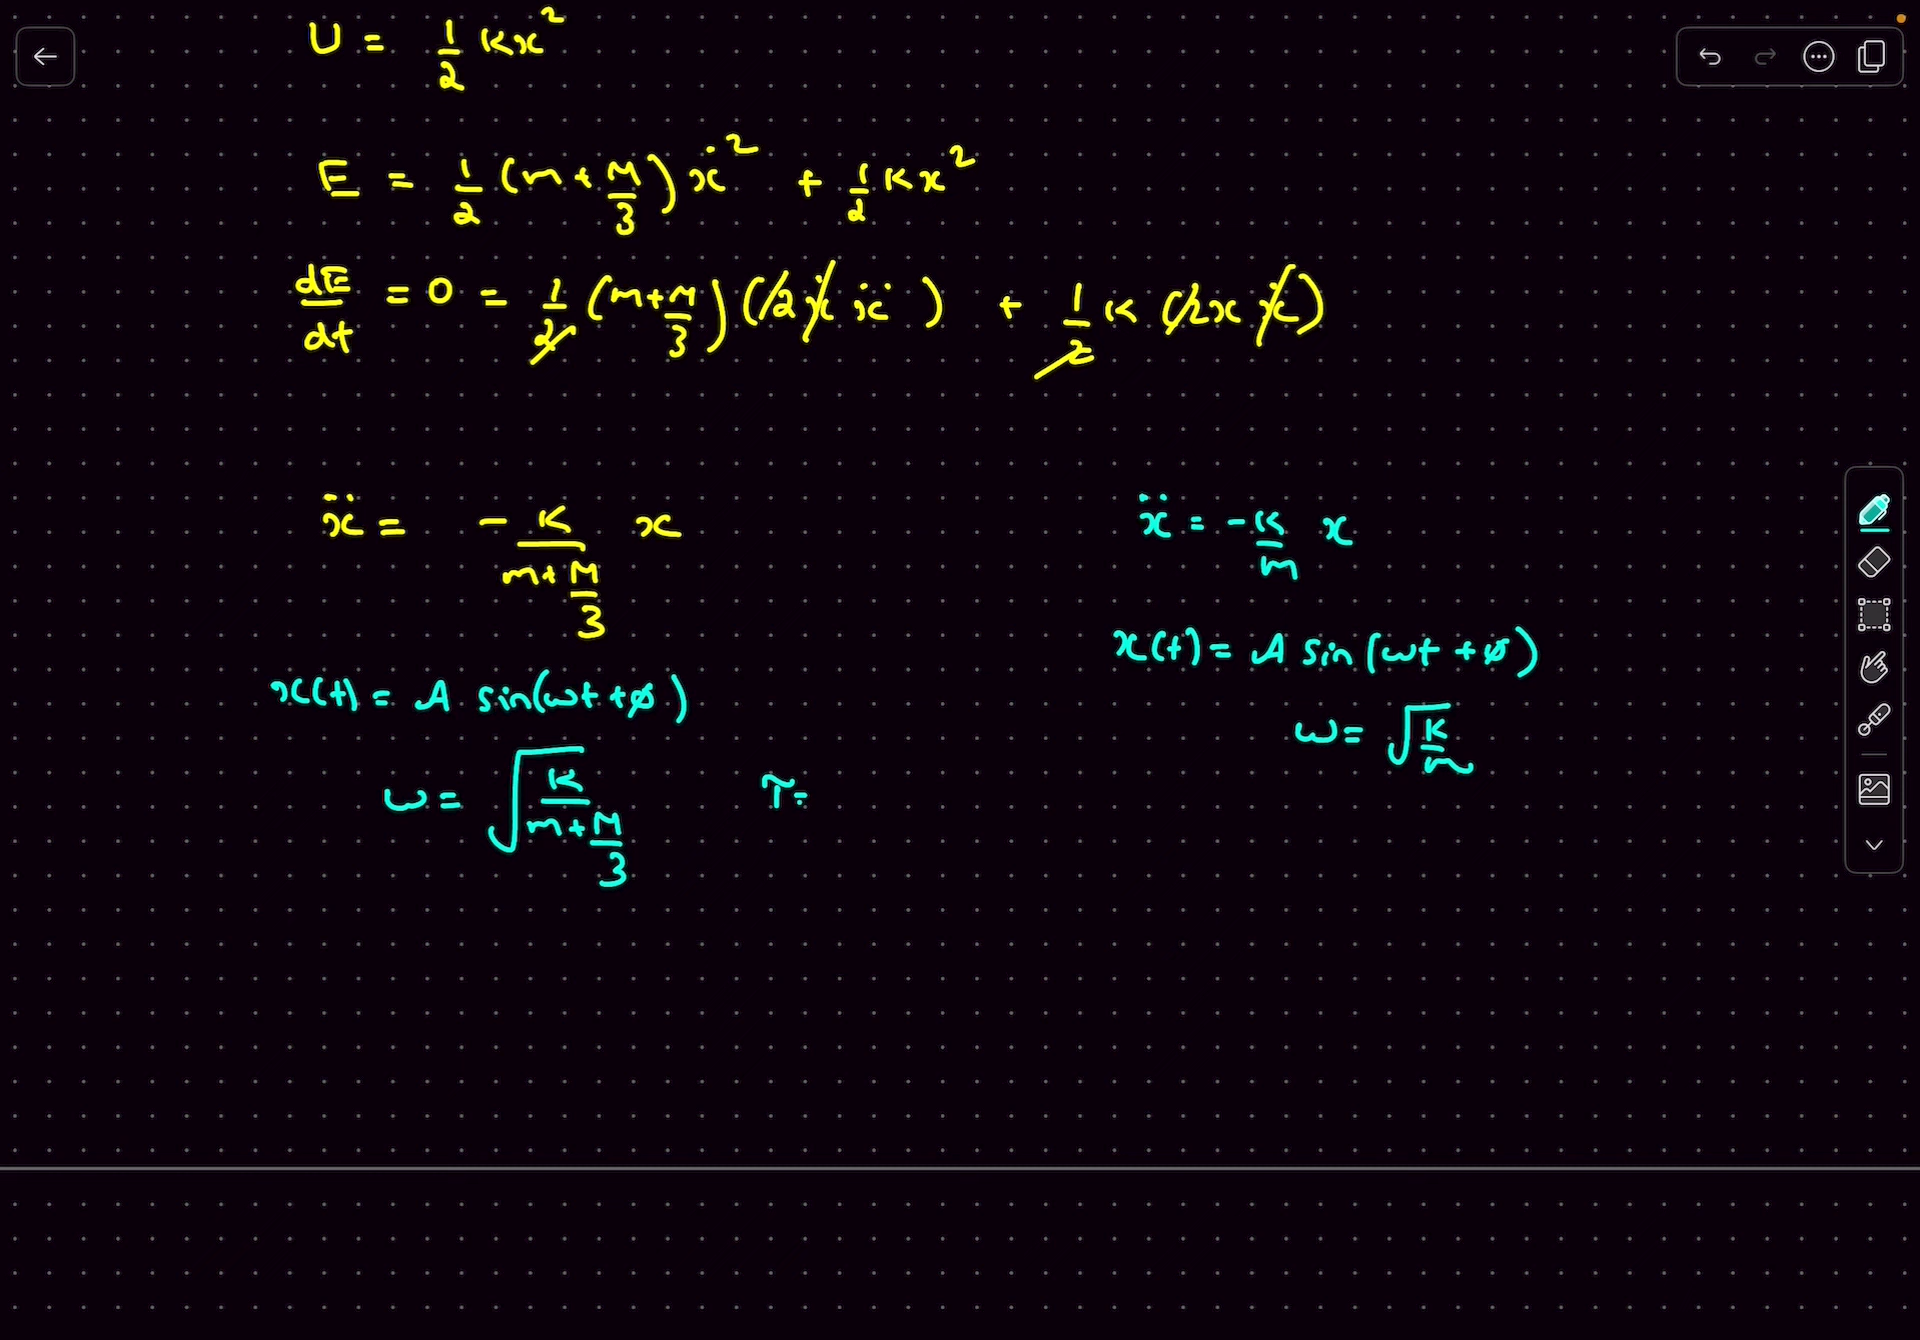 U = 1/2 Kx²
E = 1/2 (m + M/3) ẋ² + 1/2 Kx²
dE/dt = 0 = 1/2 (m + M/3) (2ẋ ẍ) + 1/2 K (2x ẋ)
ẍ = - K/(m + M/3) x
x(t) = A sin(ωt + ø)
ω = √(K/(m + M/3)) T=
ẍ = - K/m x
x(t) = A sin(ωt + ø)
ω = √(K/m)